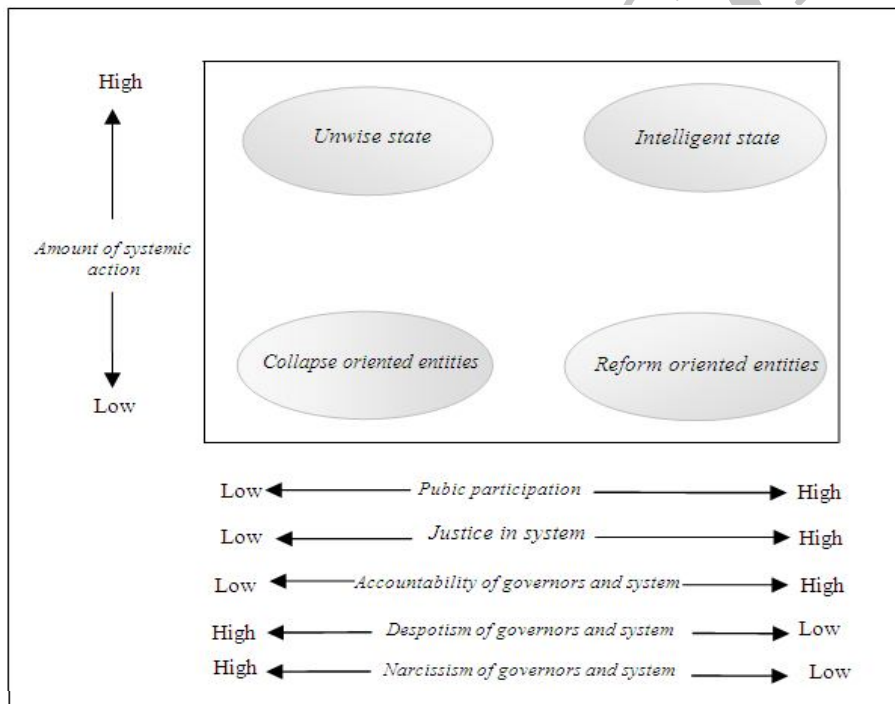 High
Unwise state
Intelligent state
Amount of systemic
action
Collapse oriented entities
Reform oriented entities
Low
Low Pubic participation High
Low Justice in system High
Low Accountability of governors and system High
High Despotism of governors and system Low
High Narcissism of governors and system Low